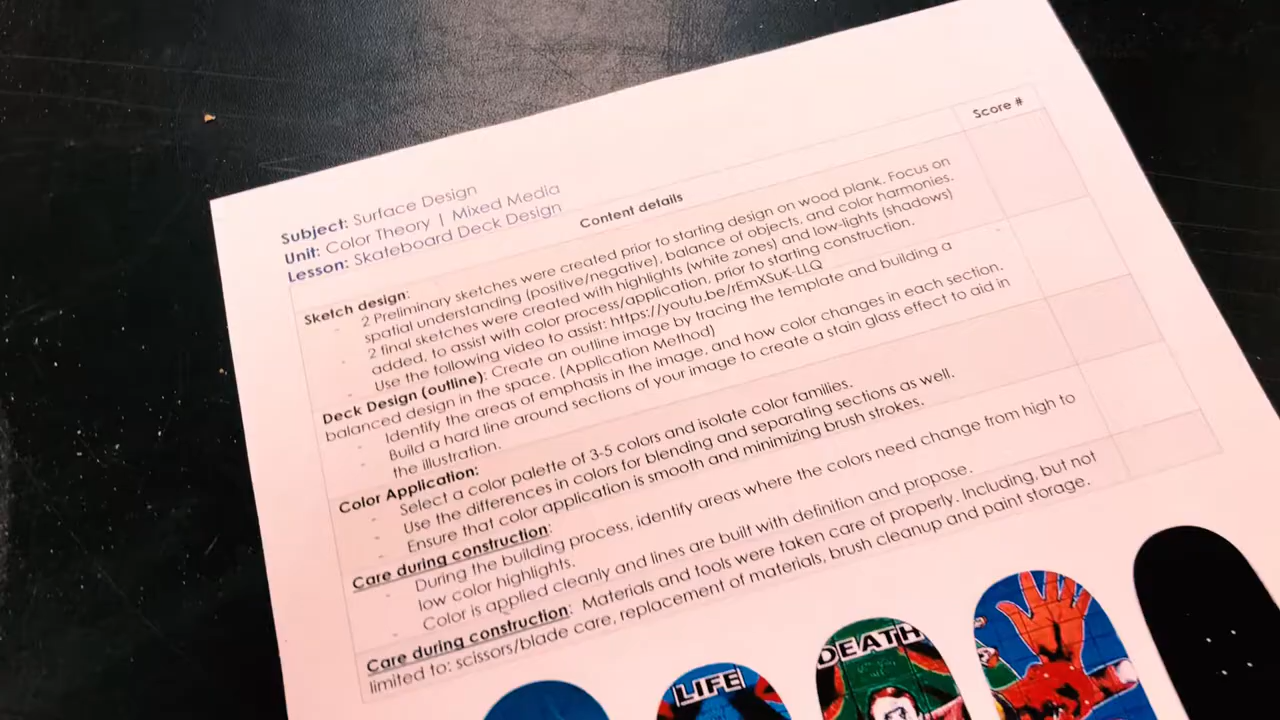 Subject: Surface Design
Unit: Color Theory | Mixed Media
Lesson: Skateboard Deck Design
Content details
Score #
Sketch design:
- 2 Preliminary sketches were created prior to starting design on wood plank. Focus on
spatial understanding (positive/negative), balance of objects, and color harmonies.
- 2 final sketches were created with highlights (white zones) and low-lights (shadows)
added, to assist with color process/application, prior to starting construction.
Use the following video to assist: https://youtu.be/rEmXSuK-LLQ
Deck Design (outline): Create an outline image by tracing the template and building a
balanced design in the space. (Application Method)
- Identify the areas of emphasis in the image, and how color changes in each section.
- Build a hard line around sections of your image to create a stain glass effect to aid in
the illustration.
Color Application:
- Select a color palette of 3-5 colors and isolate color families.
- Use the differences in colors for blending and separating sections as well.
- Ensure that color application is smooth and minimizing brush strokes.
Care during construction:
- During the building process, identify areas where the colors need change from high to
low color highlights.
- Color is applied cleanly and lines are built with definition and propose.
Care during construction: Materials and tools were taken care of properly. Including, but not
limited to: scissors/blade care, replacement of materials, brush cleanup and paint storage.
LIFE
DEATH